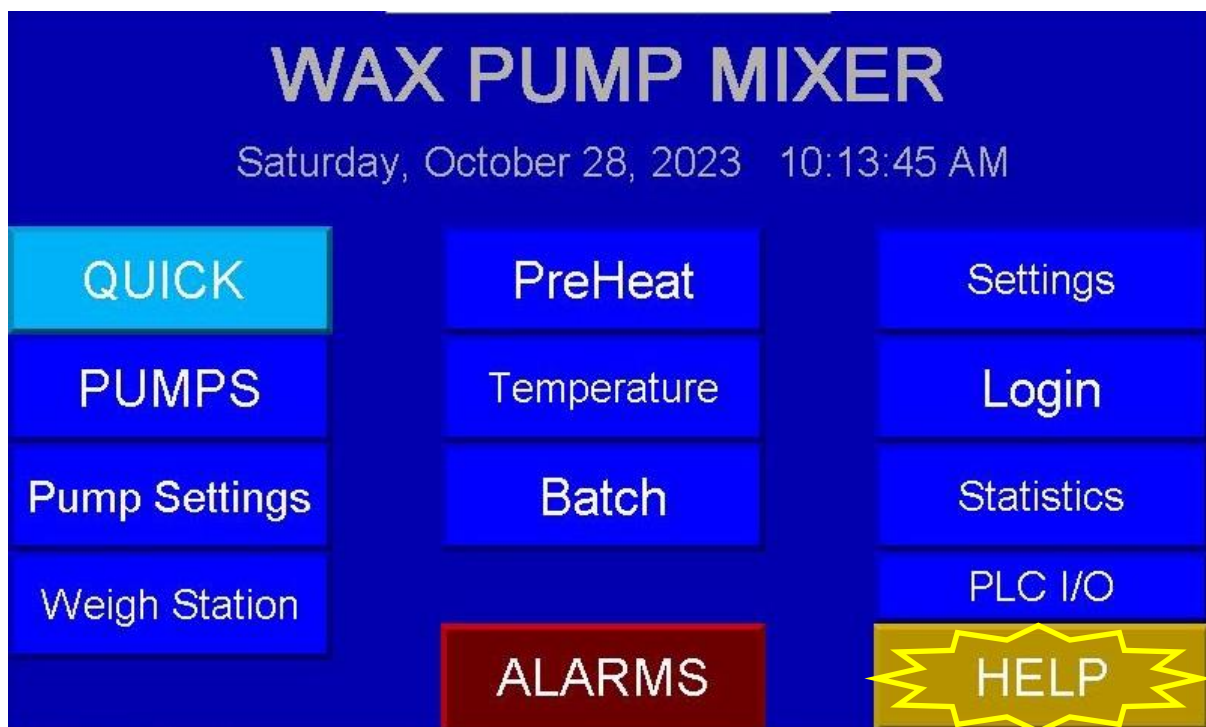 WAX PUMP MIXER
Saturday, October 28, 2023 10:13:45 AM
QUICK
PreHeat
Settings
PUMPS
Temperature
Login
Pump Settings
Batch
Statistics
Weigh Station
PLC I/O
ALARMS
HELP